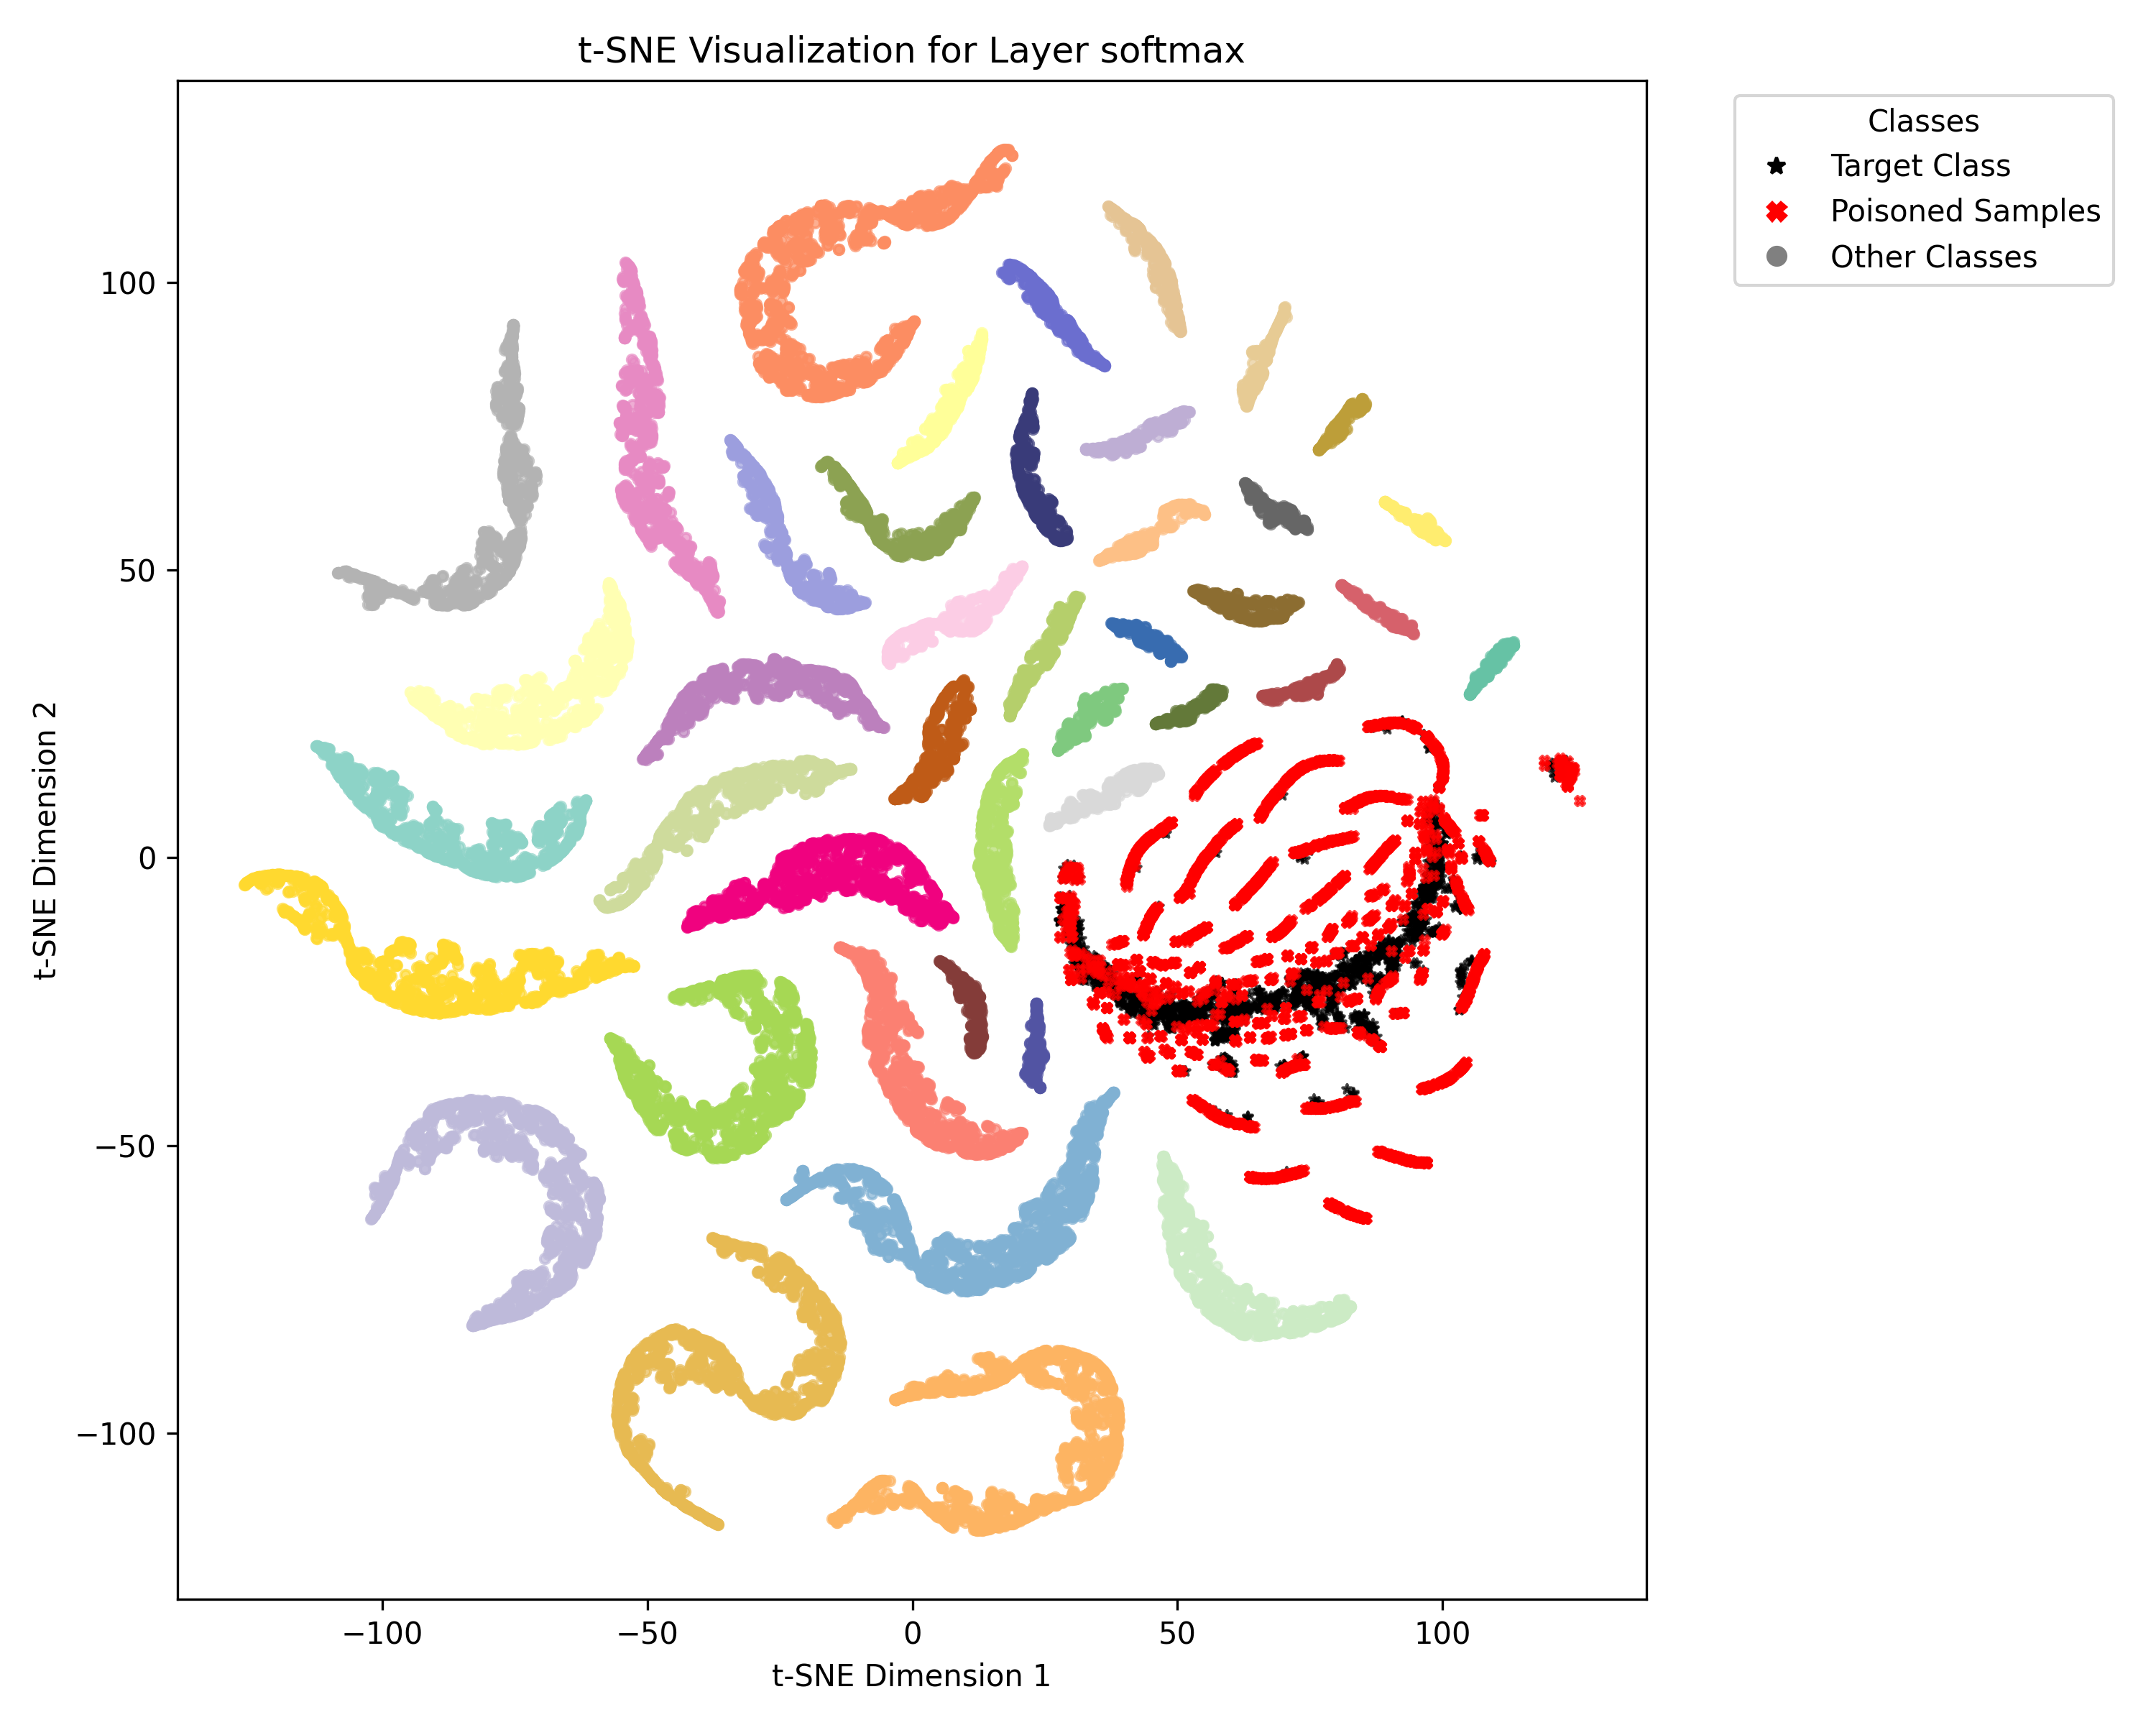 t-SNE Visualization for Layer softmax
Classes
Target Class
Poisoned Samples
Other Classes
100
50
0
−50
−100
t-SNE Dimension 2
−100
−50
0
50
100
t-SNE Dimension 1